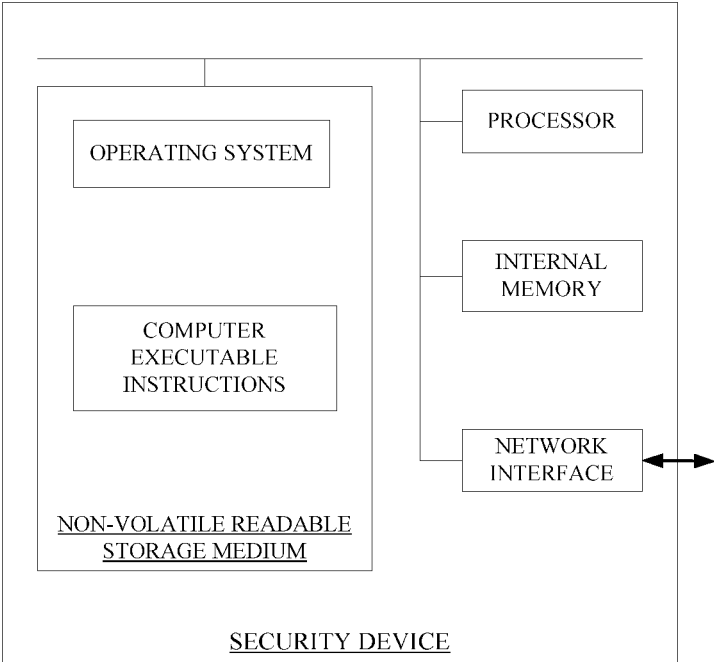 OPERATING SYSTEM
COMPUTER
EXECUTABLE
INSTRUCTIONS
NON-VOLATILE READABLE
STORAGE MEDIUM
PROCESSOR
INTERNAL
MEMORY
NETWORK
INTERFACE
SECURITY DEVICE